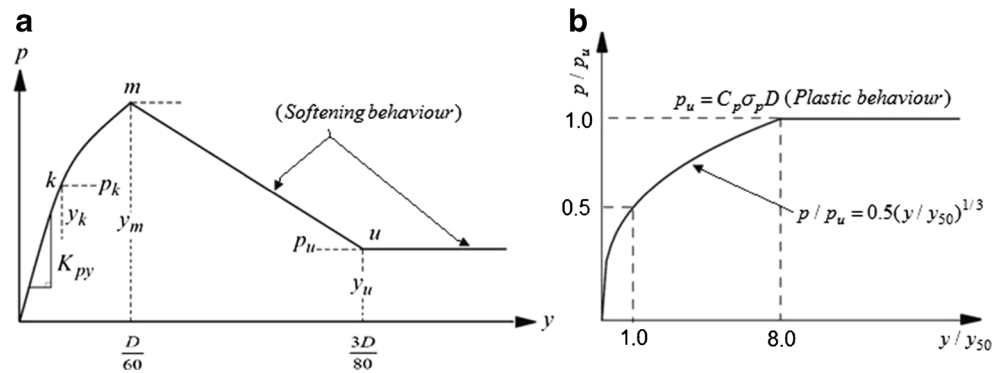 a
p
m
(Softening behaviour)
k
p_k
y_k
y_m
p_u
u
K_py
y_u
y
D/60
3D/80
b
p / p_u
p_u = C_p σ_p D (Plastic behaviour)
1.0
0.5
p / p_u = 0.5(y / y_50)^1/3
1.0
8.0
y / y_50